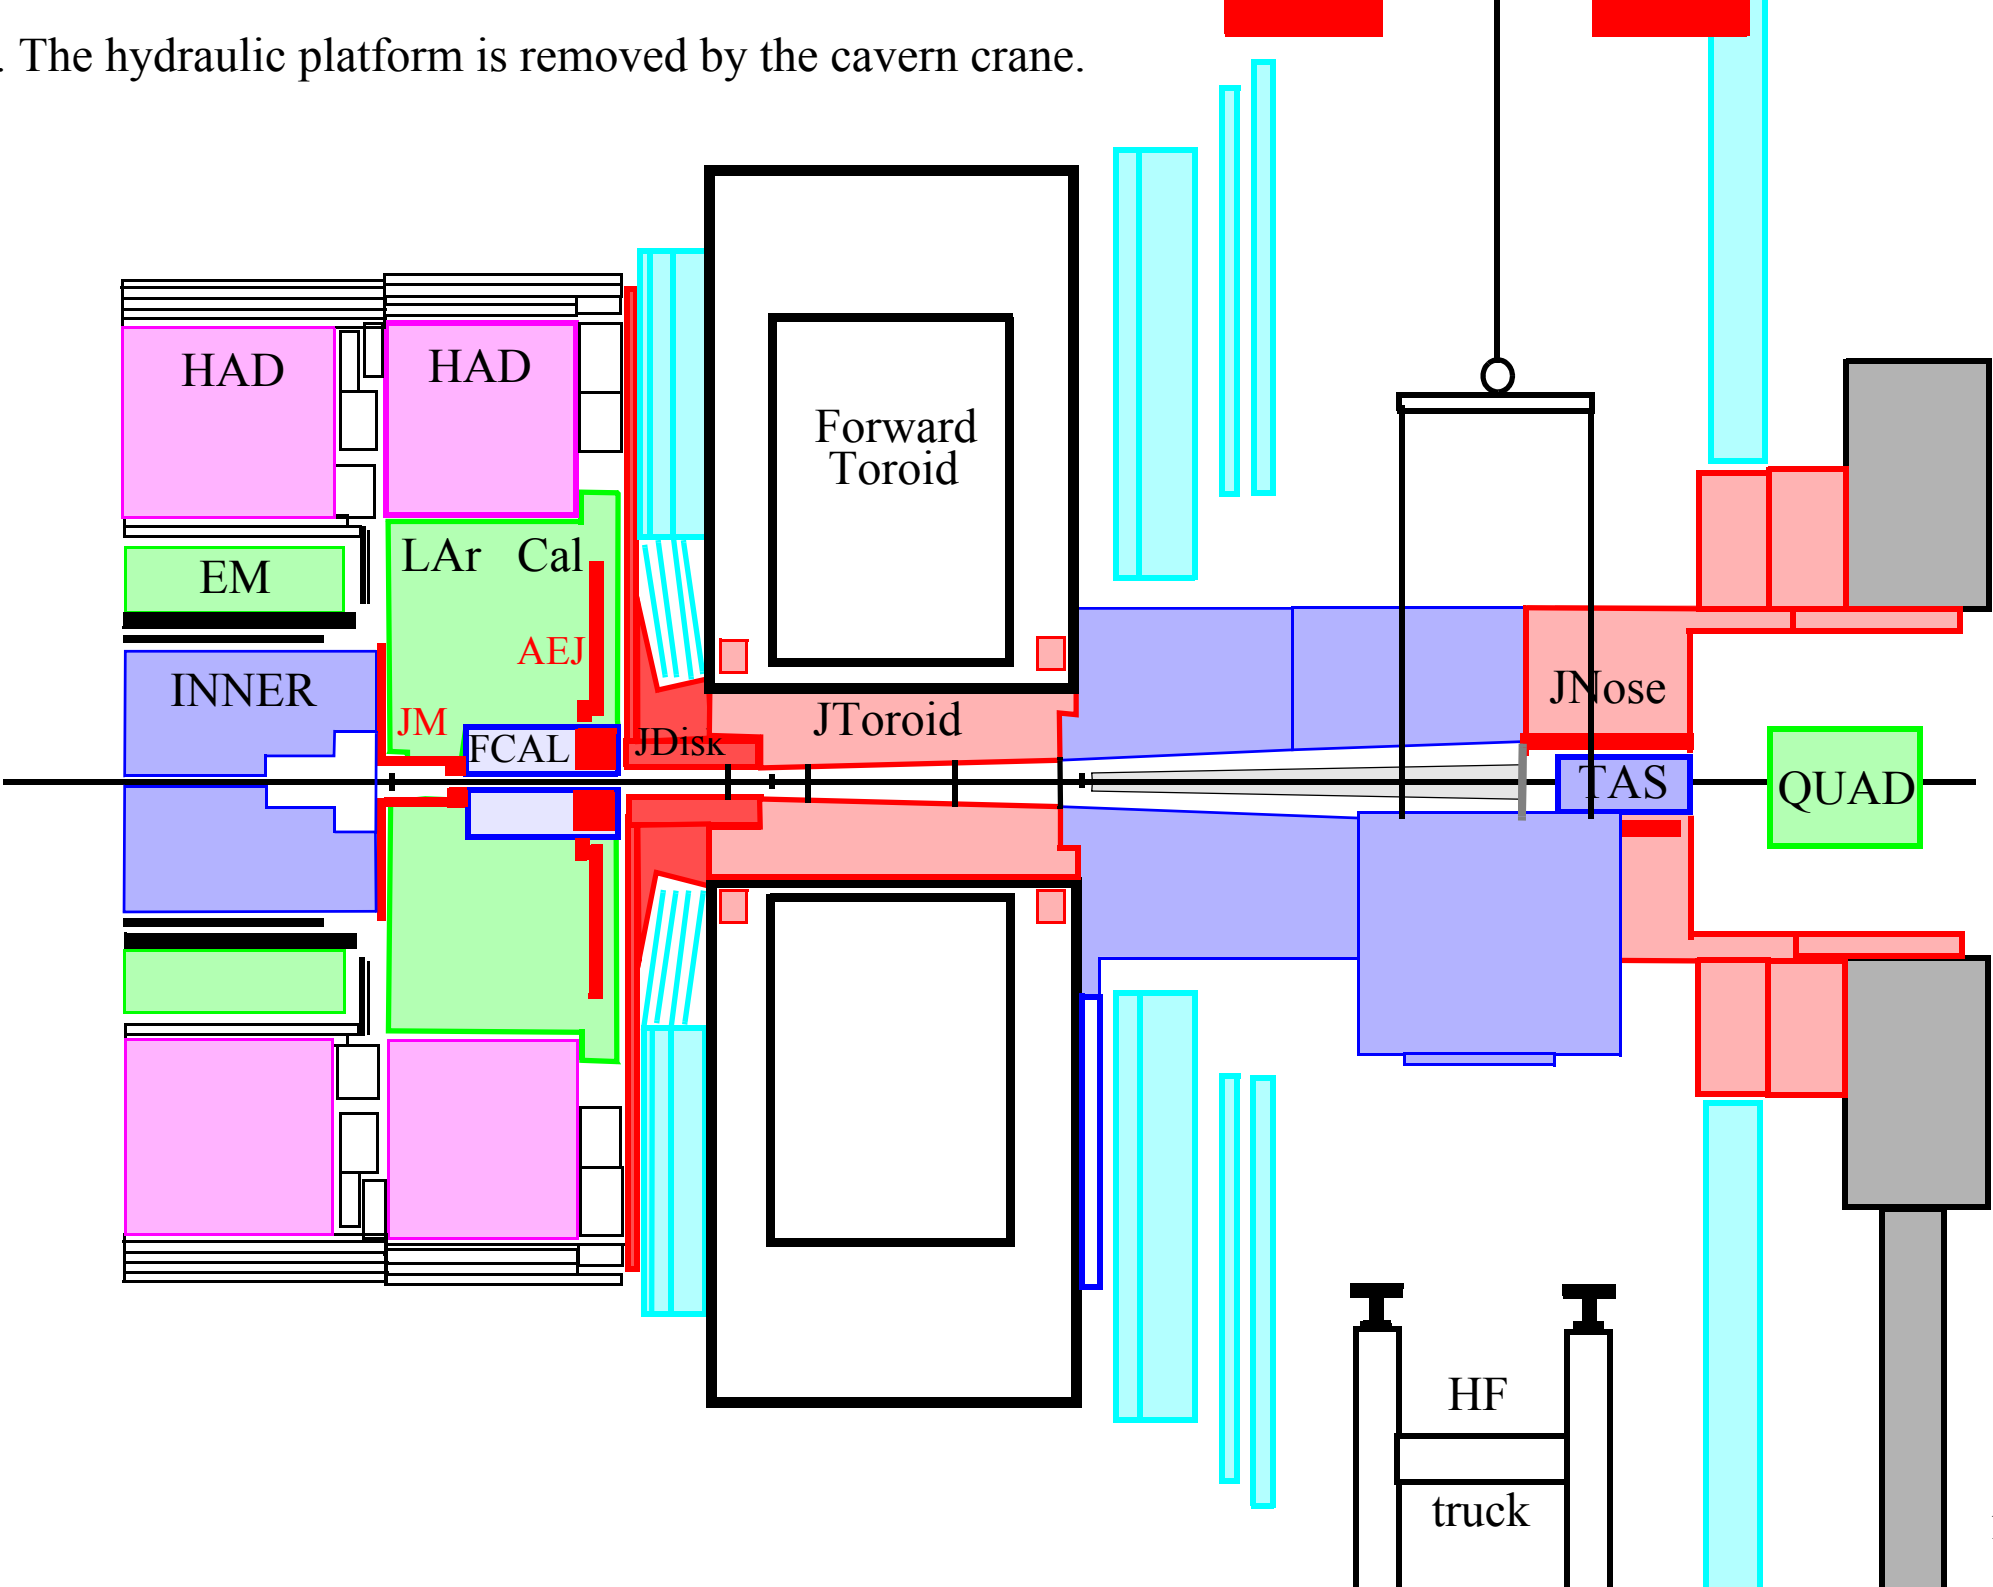 . The hydraulic platform is removed by the cavern crane.
HAD
HAD
Forward
Toroid
LAr Cal
EM
AEJ
INNER
JM
JNose
JToroid
FCAL
JDisk
TAS
QUAD
HF
truck